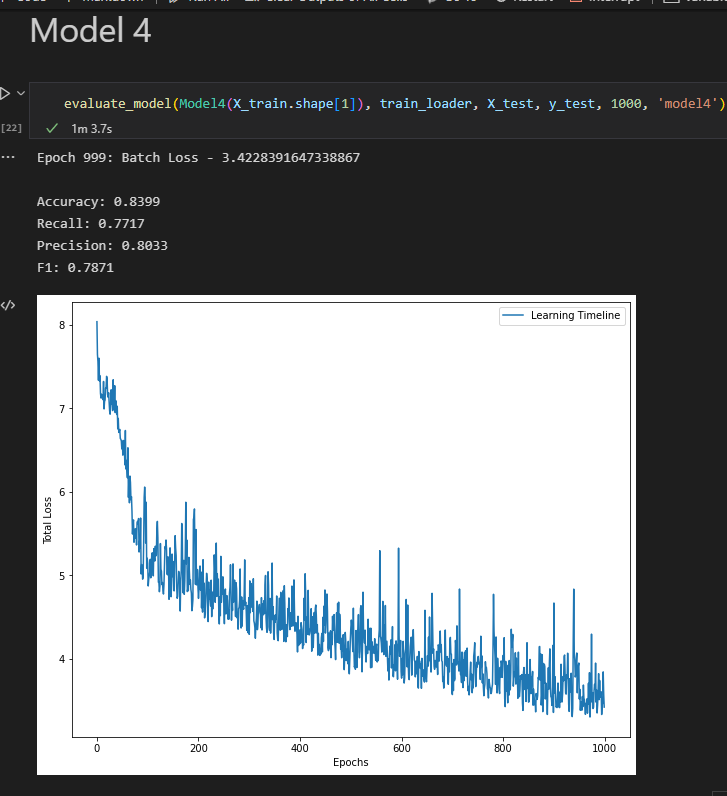 Model 4
evaluate_model(Model4(X_train.shape[1]), train_loader, X_test, y_test, 1000, 'model4')
[22]
1m 3.7s
Epoch 999: Batch Loss - 3.4228391647338867
Accuracy: 0.8399
Recall: 0.7717
Precision: 0.8033
F1: 0.7871
Learning Timeline
8
7
6
5
4
Total Loss
0 200 400 600 800 1000
Epochs